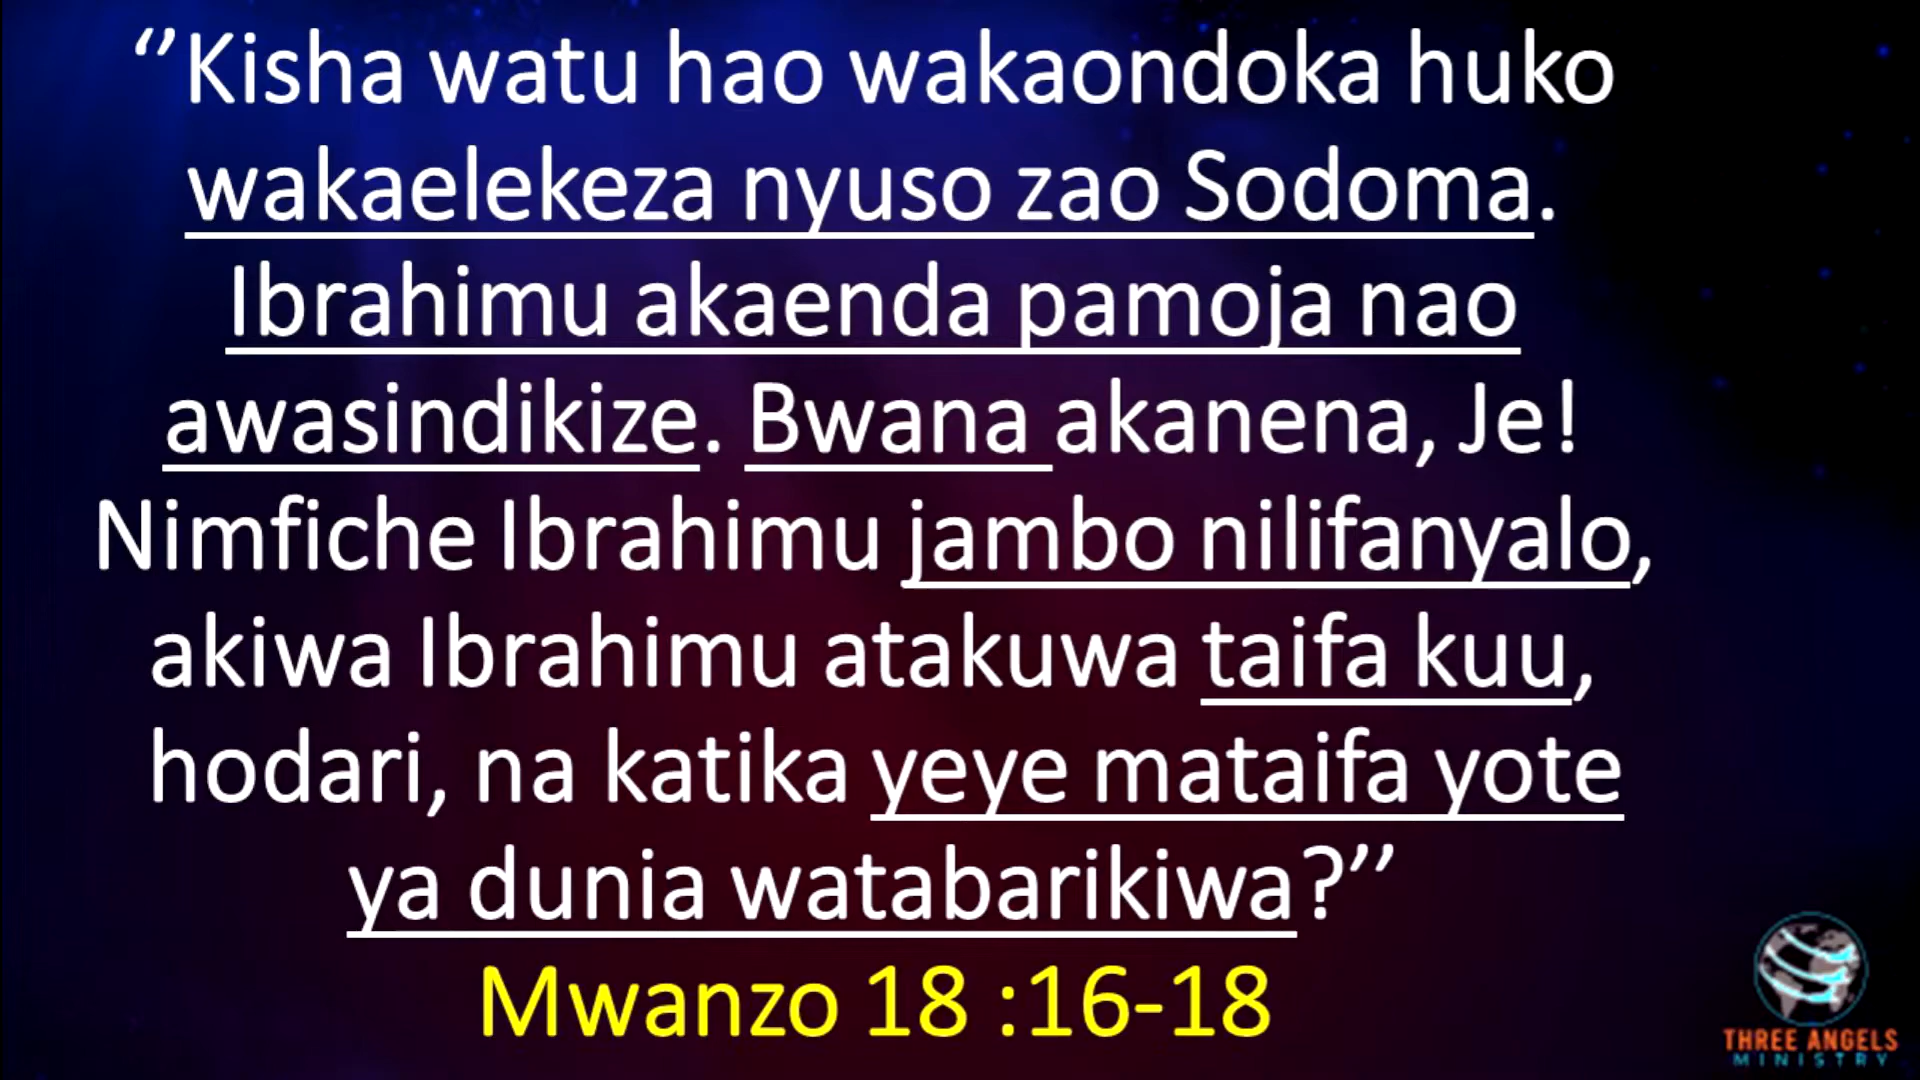 ‘’Kisha watu hao wakaondoka huko
wakaelekeza nyuso zao Sodoma.
Ibrahimu akaenda pamoja nao
awasindikize. Bwana akanena, Je!
Nimfiche Ibrahimu jambo nilifanyalo,
akiwa Ibrahimu atakuwa taifa kuu,
hodari, na katika yeye mataifa yote
ya dunia watabarikiwa?’’
Mwanzo 18 :16-18
THREE ANGELS
MINISTRY